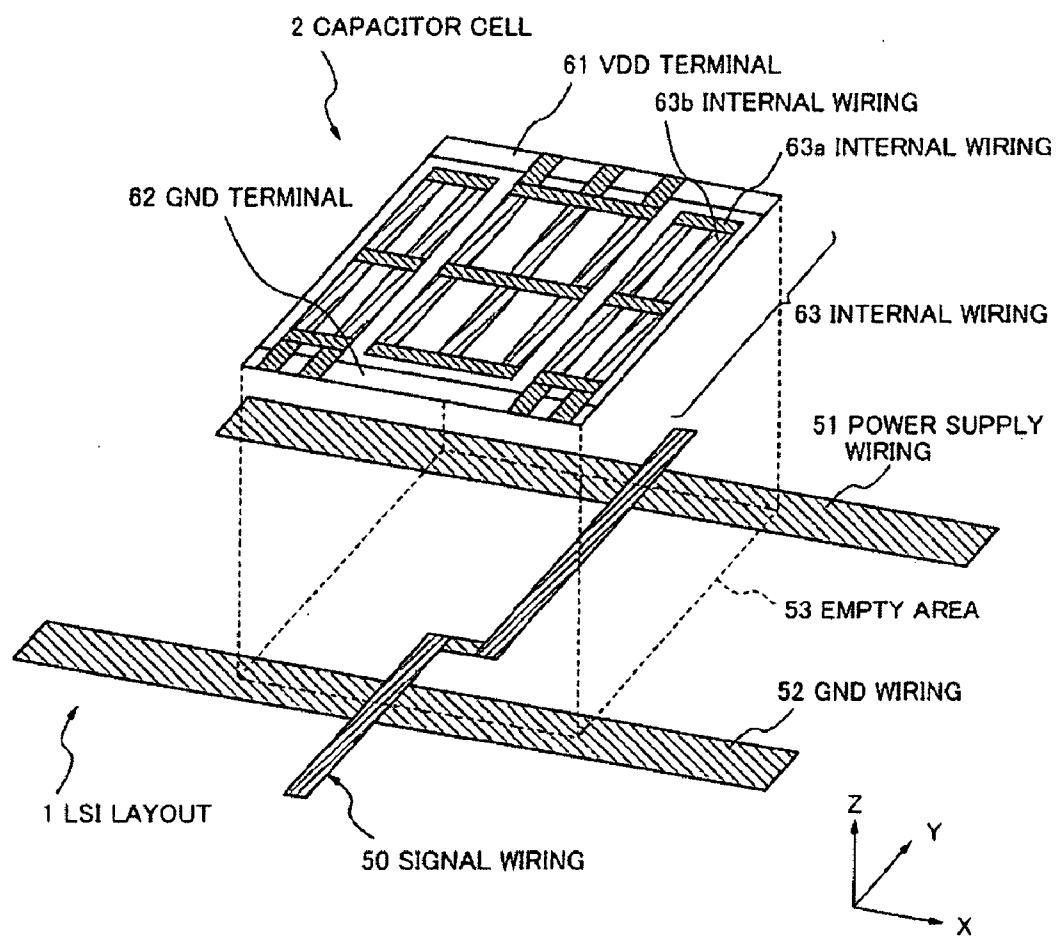 2 CAPACITOR CELL
61 VDD TERMINAL
63b INTERNAL WIRING
63a INTERNAL WIRING
62 GND TERMINAL
63 INTERNAL WIRING
51 POWER SUPPLY
WIRING
53 EMPTY AREA
52 GND WIRING
1 LSI LAYOUT
50 SIGNAL WIRING
Z
Y
X